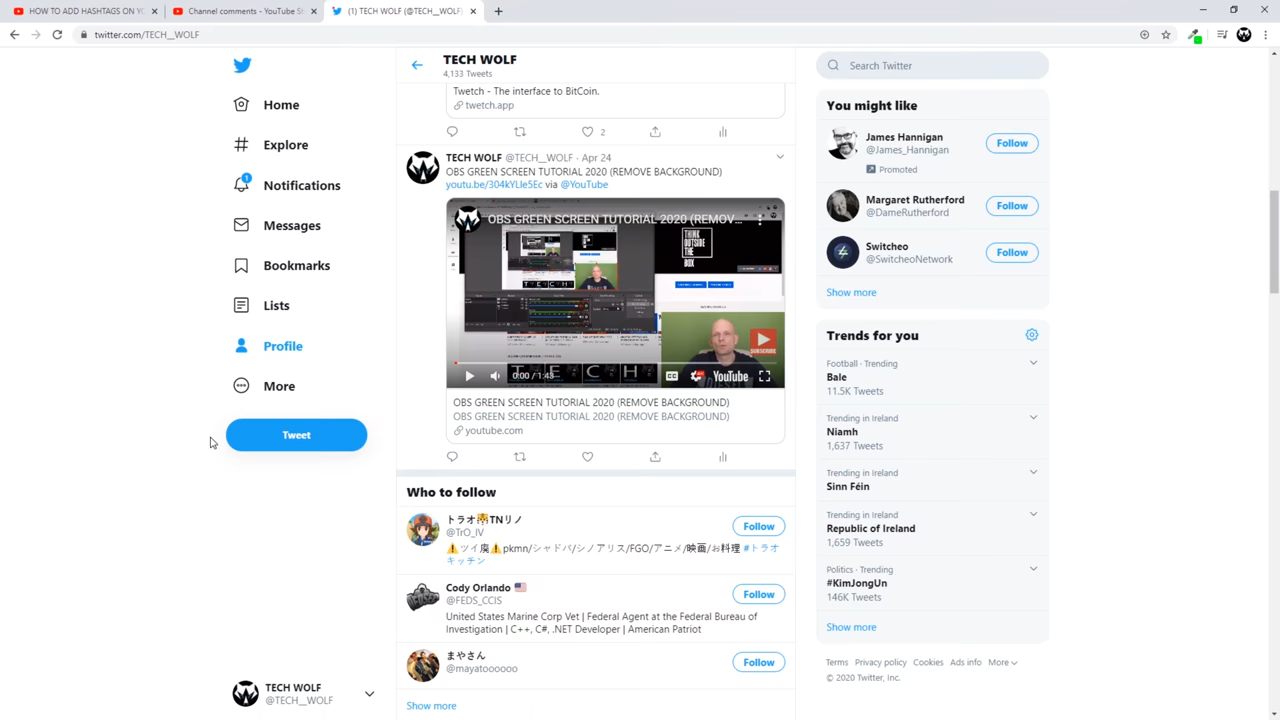 HOW TO ADD HASHTAGS ON YO
Channel comments - YouTube St
(1) TECH WOLF (@TECH__WOLF)
twitter.com/TECH__WOLF
Home
Explore
1
Notifications
Messages
Bookmarks
Lists
Profile
More
Tweet
TECH WOLF
@TECH__WOLF
TECH WOLF
4,133 Tweets
Twetch - The interface to BitCoin.
twetch.app
2
TECH WOLF @TECH__WOLF · Apr 24
OBS GREEN SCREEN TUTORIAL 2020 (REMOVE BACKGROUND)
youtu.be/304kYLIe5Ec via @YouTube
OBS GREEN SCREEN TUTORIAL 2020 (REMOV...
THINK
OUTSIDE
THE
BOX
SUBSCRIBE
T E C H
0:00 / 1:43
CC
YouTube
OBS GREEN SCREEN TUTORIAL 2020 (REMOVE BACKGROUND)
OBS GREEN SCREEN TUTORIAL 2020 (REMOVE BACKGROUND)
youtube.com
Who to follow
トラオ🐯TNリノ
@TrO_IV
Follow
⚠️ツイ廃⚠️pkmn/シャドバ/シノアリス/FGO/アニメ/映画/お料理 #トラオ
キッチン
Cody Orlando 🇺🇸
@FEDS_CCIS
Follow
United States Marine Corp Vet | Federal Agent at the Federal Bureau of
Investigation | C++, C#, .NET Developer | American Patriot
まやさん
@mayatoooooo
Follow
Show more
Search Twitter
You might like
James Hannigan
@James_Hannigan
Promoted
Follow
Margaret Rutherford
@DameRutherford
Follow
Switcheo
@SwitcheoNetwork
Follow
Show more
Trends for you
Football · Trending
Bale
11.5K Tweets
Trending in Ireland
Niamh
1,637 Tweets
Trending in Ireland
Sinn Féin
Trending in Ireland
Republic of Ireland
1,659 Tweets
Politics · Trending
#KimJongUn
146K Tweets
Show more
Terms Privacy policy Cookies Ads info More
© 2020 Twitter, Inc.